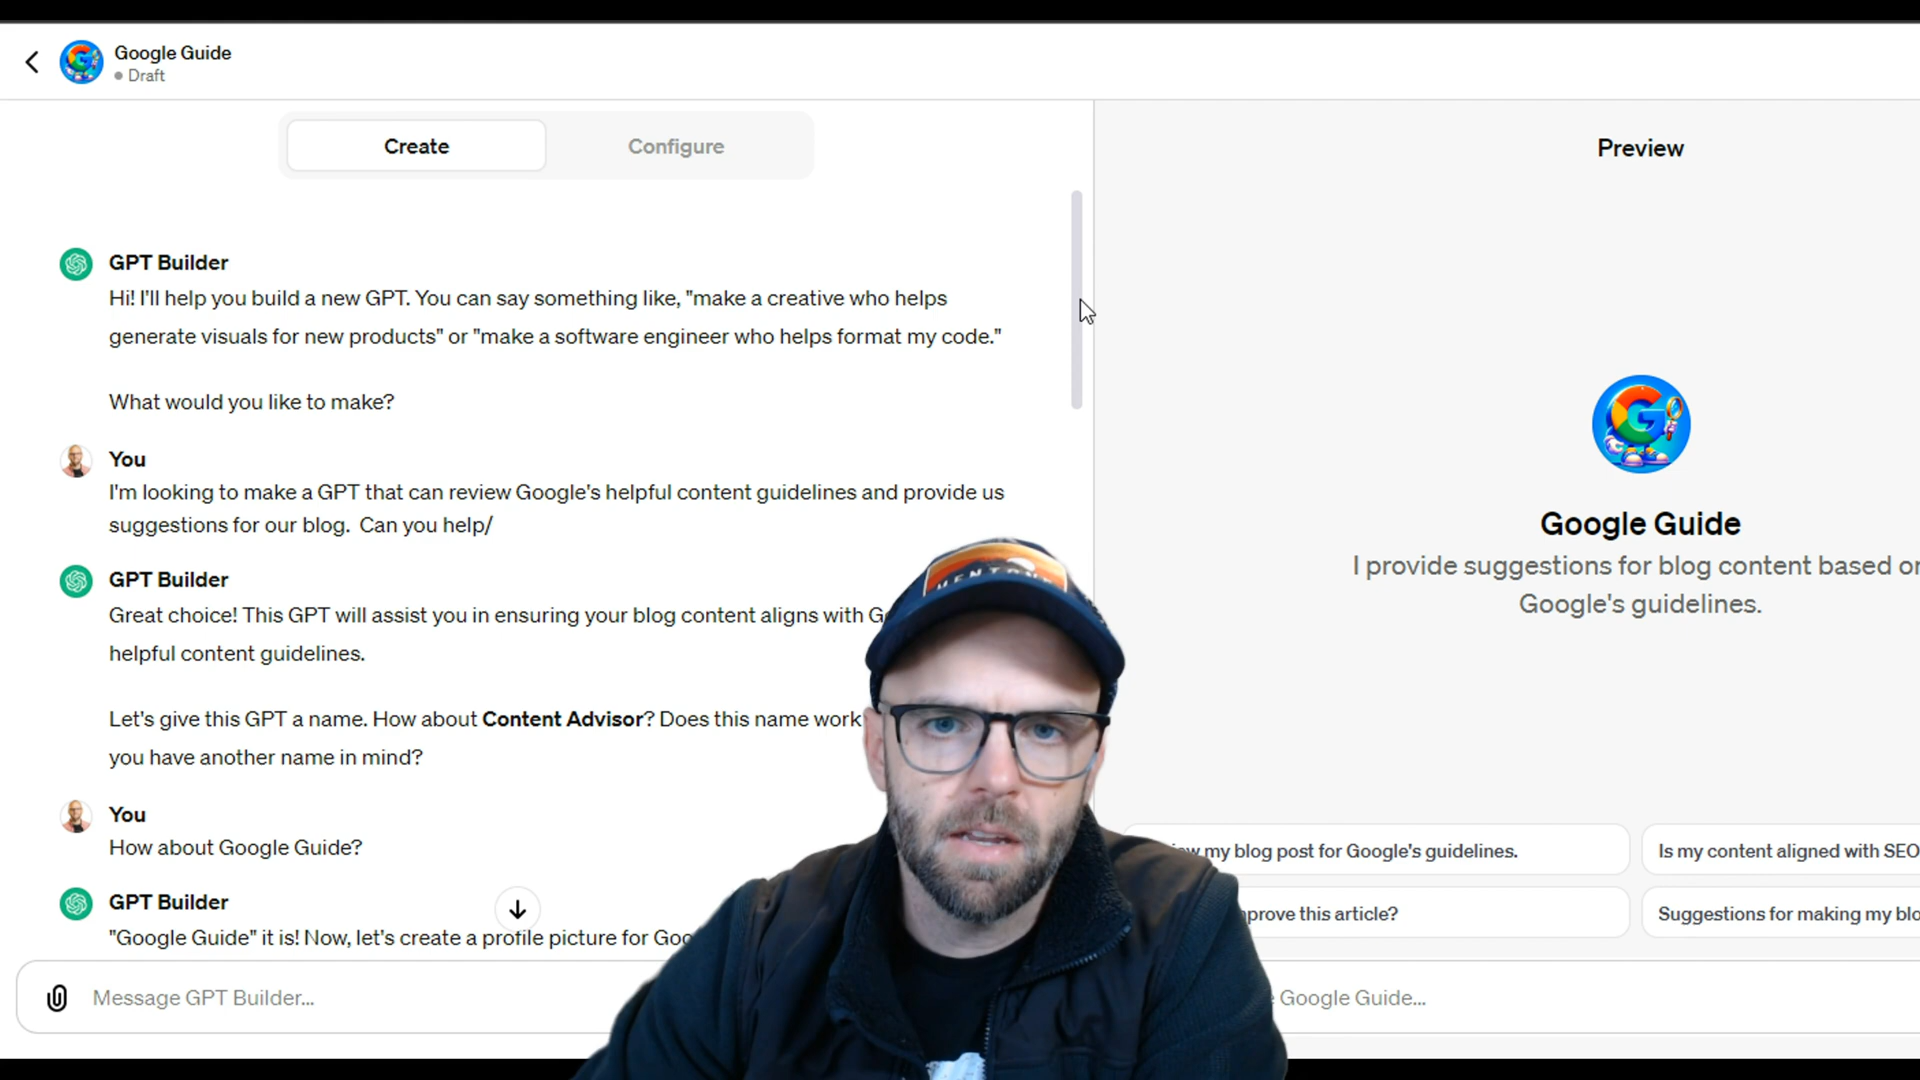 Google Guide
Draft
Create
Configure
Preview
GPT Builder
Hi! I'll help you build a new GPT. You can say something like, "make a creative who helps
generate visuals for new products" or "make a software engineer who helps format my code."
What would you like to make?
You
I'm looking to make a GPT that can review Google's helpful content guidelines and provide us
suggestions for our blog.  Can you help/
GPT Builder
Great choice! This GPT will assist you in ensuring your blog content aligns with
helpful content guidelines.
Let's give this GPT a name. How about Content Advisor? Does this name work
you have another name in mind?
You
How about Google Guide?
GPT Builder
"Google Guide" it is! Now, let's create a profile picture for
Message GPT Builder...
Google Guide
I provide suggestions for blog content based
Google's guidelines.
my blog post for Google's guidelines.
Is my content aligned with SEO
this article?
Suggestions for making my
Google Guide...